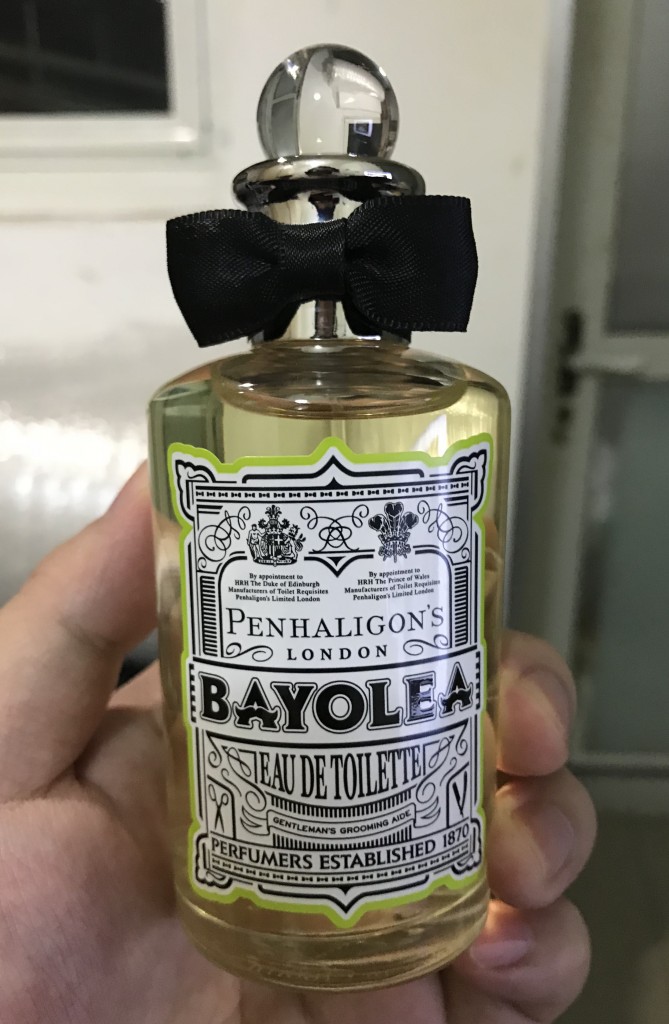 By appointment to
HRH The Duke of Edinburgh
Manufacturers of Toilet Requisites
Penhaligon's Limited London
By appointment to
HRH The Prince of Wales
Manufacturers of Toilet Requisites
Penhaligon's Limited London
PENHALIGON'S
LONDON
BAYOLEA
EAU DE TOILETTE
GENTLEMAN'S GROOMING AIDE
PERFUMERS ESTABLISHED 1870